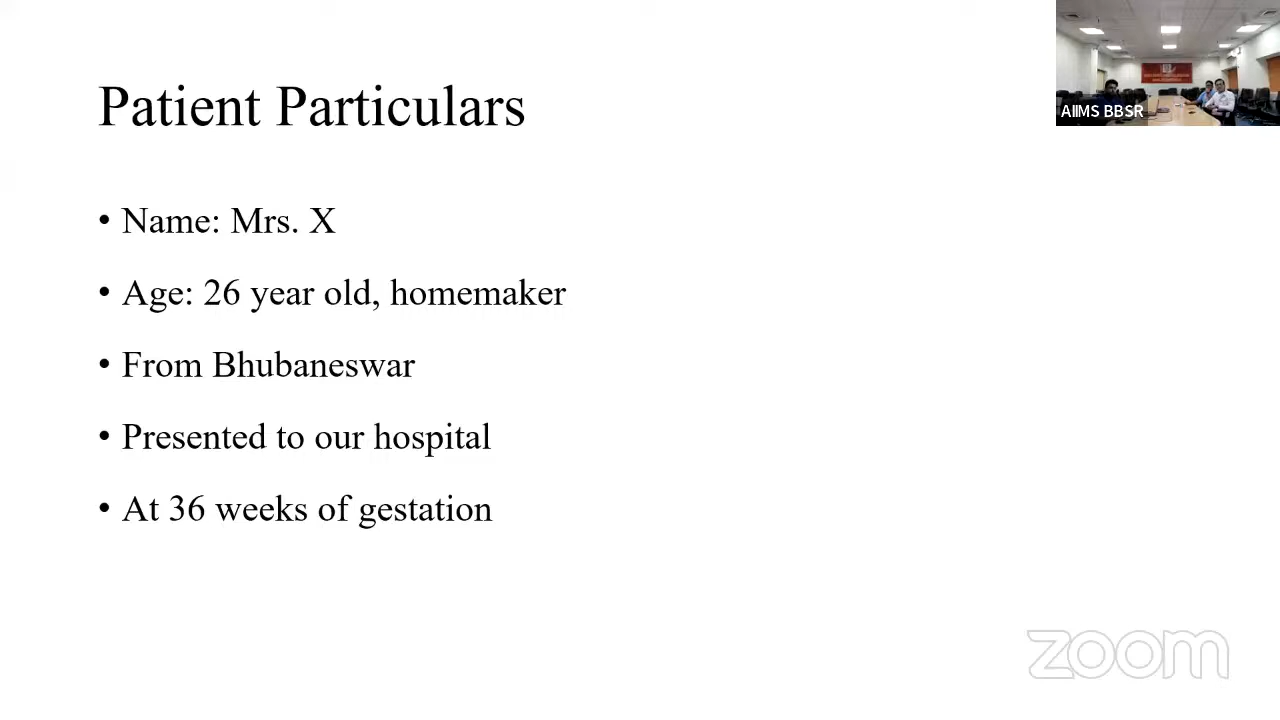 Patient Particulars
AIIMS BBSR
• Name: Mrs. X
• Age: 26 year old, homemaker
• From Bhubaneswar
• Presented to our hospital
• At 36 weeks of gestation
zoom